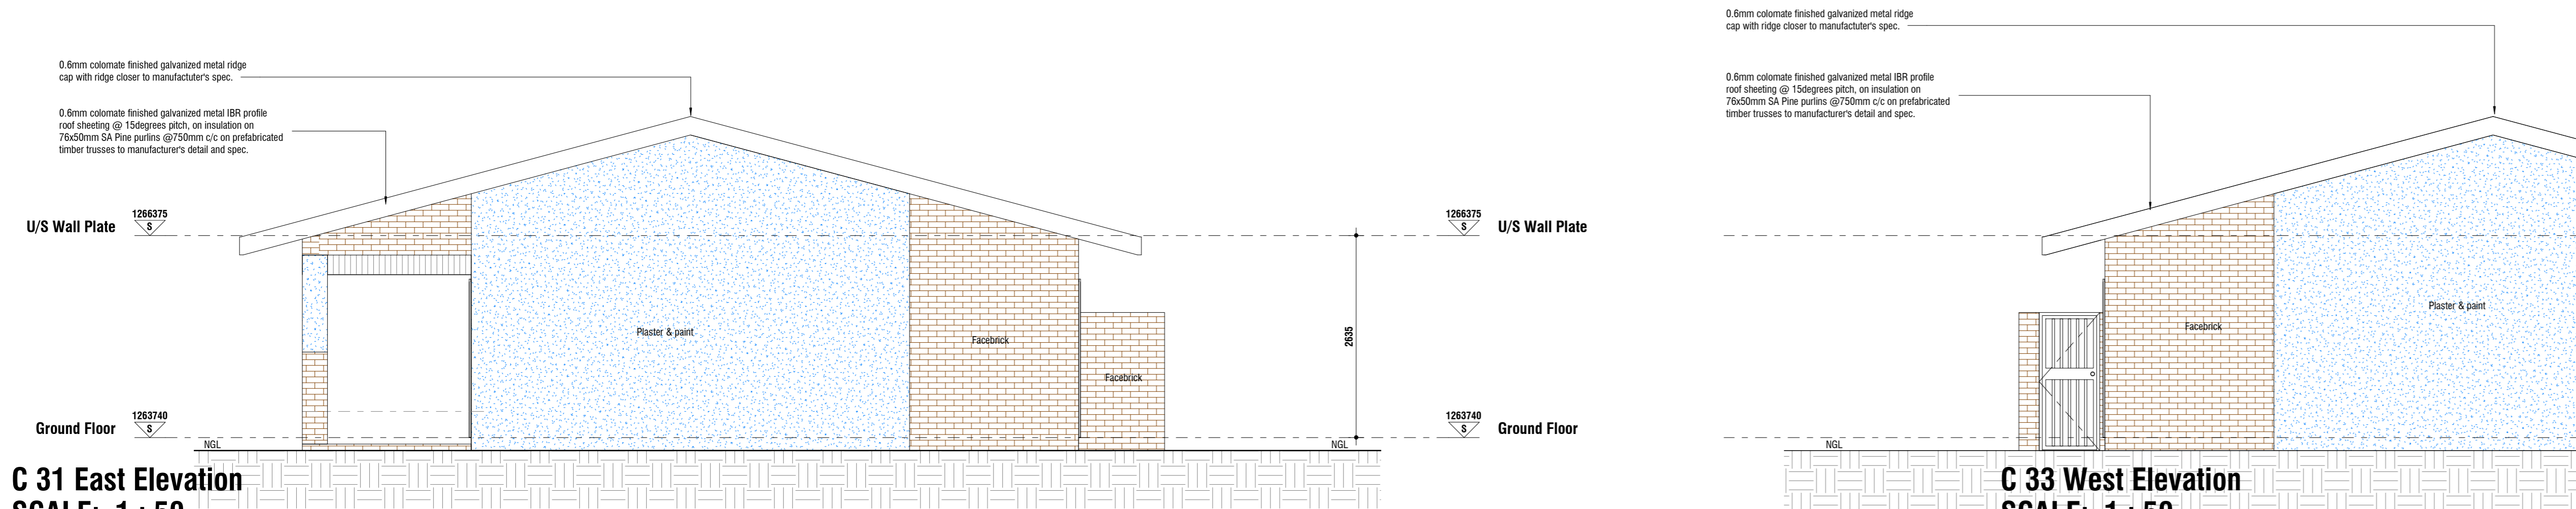 0.6mm colomate finished galvanized metal ridge
cap with ridge closer to manufactuter's spec.
0.6mm colomate finished galvanized metal IBR profile
roof sheeting @ 15degrees pitch, on insulation on
76x50mm SA Pine purlins @750mm c/c on prefabricated
timber trusses to manufacturer's detail and spec.
U/S Wall Plate
1266375
S
Ground Floor
1263740
S
NGL
Plaster & paint
Facebrick
Facebrick
2635
NGL
1266375
S
U/S Wall Plate
1263740
S
Ground Floor
C 31 East Elevation
SCALE: 1 : 50
0.6mm colomate finished galvanized metal ridge
cap with ridge closer to manufactuter's spec.
0.6mm colomate finished galvanized metal IBR profile
roof sheeting @ 15degrees pitch, on insulation on
76x50mm SA Pine purlins @750mm c/c on prefabricated
timber trusses to manufacturer's detail and spec.
Plaster & paint
Facebrick
NGL
C 33 West Elevation
SCALE: 1 : 50